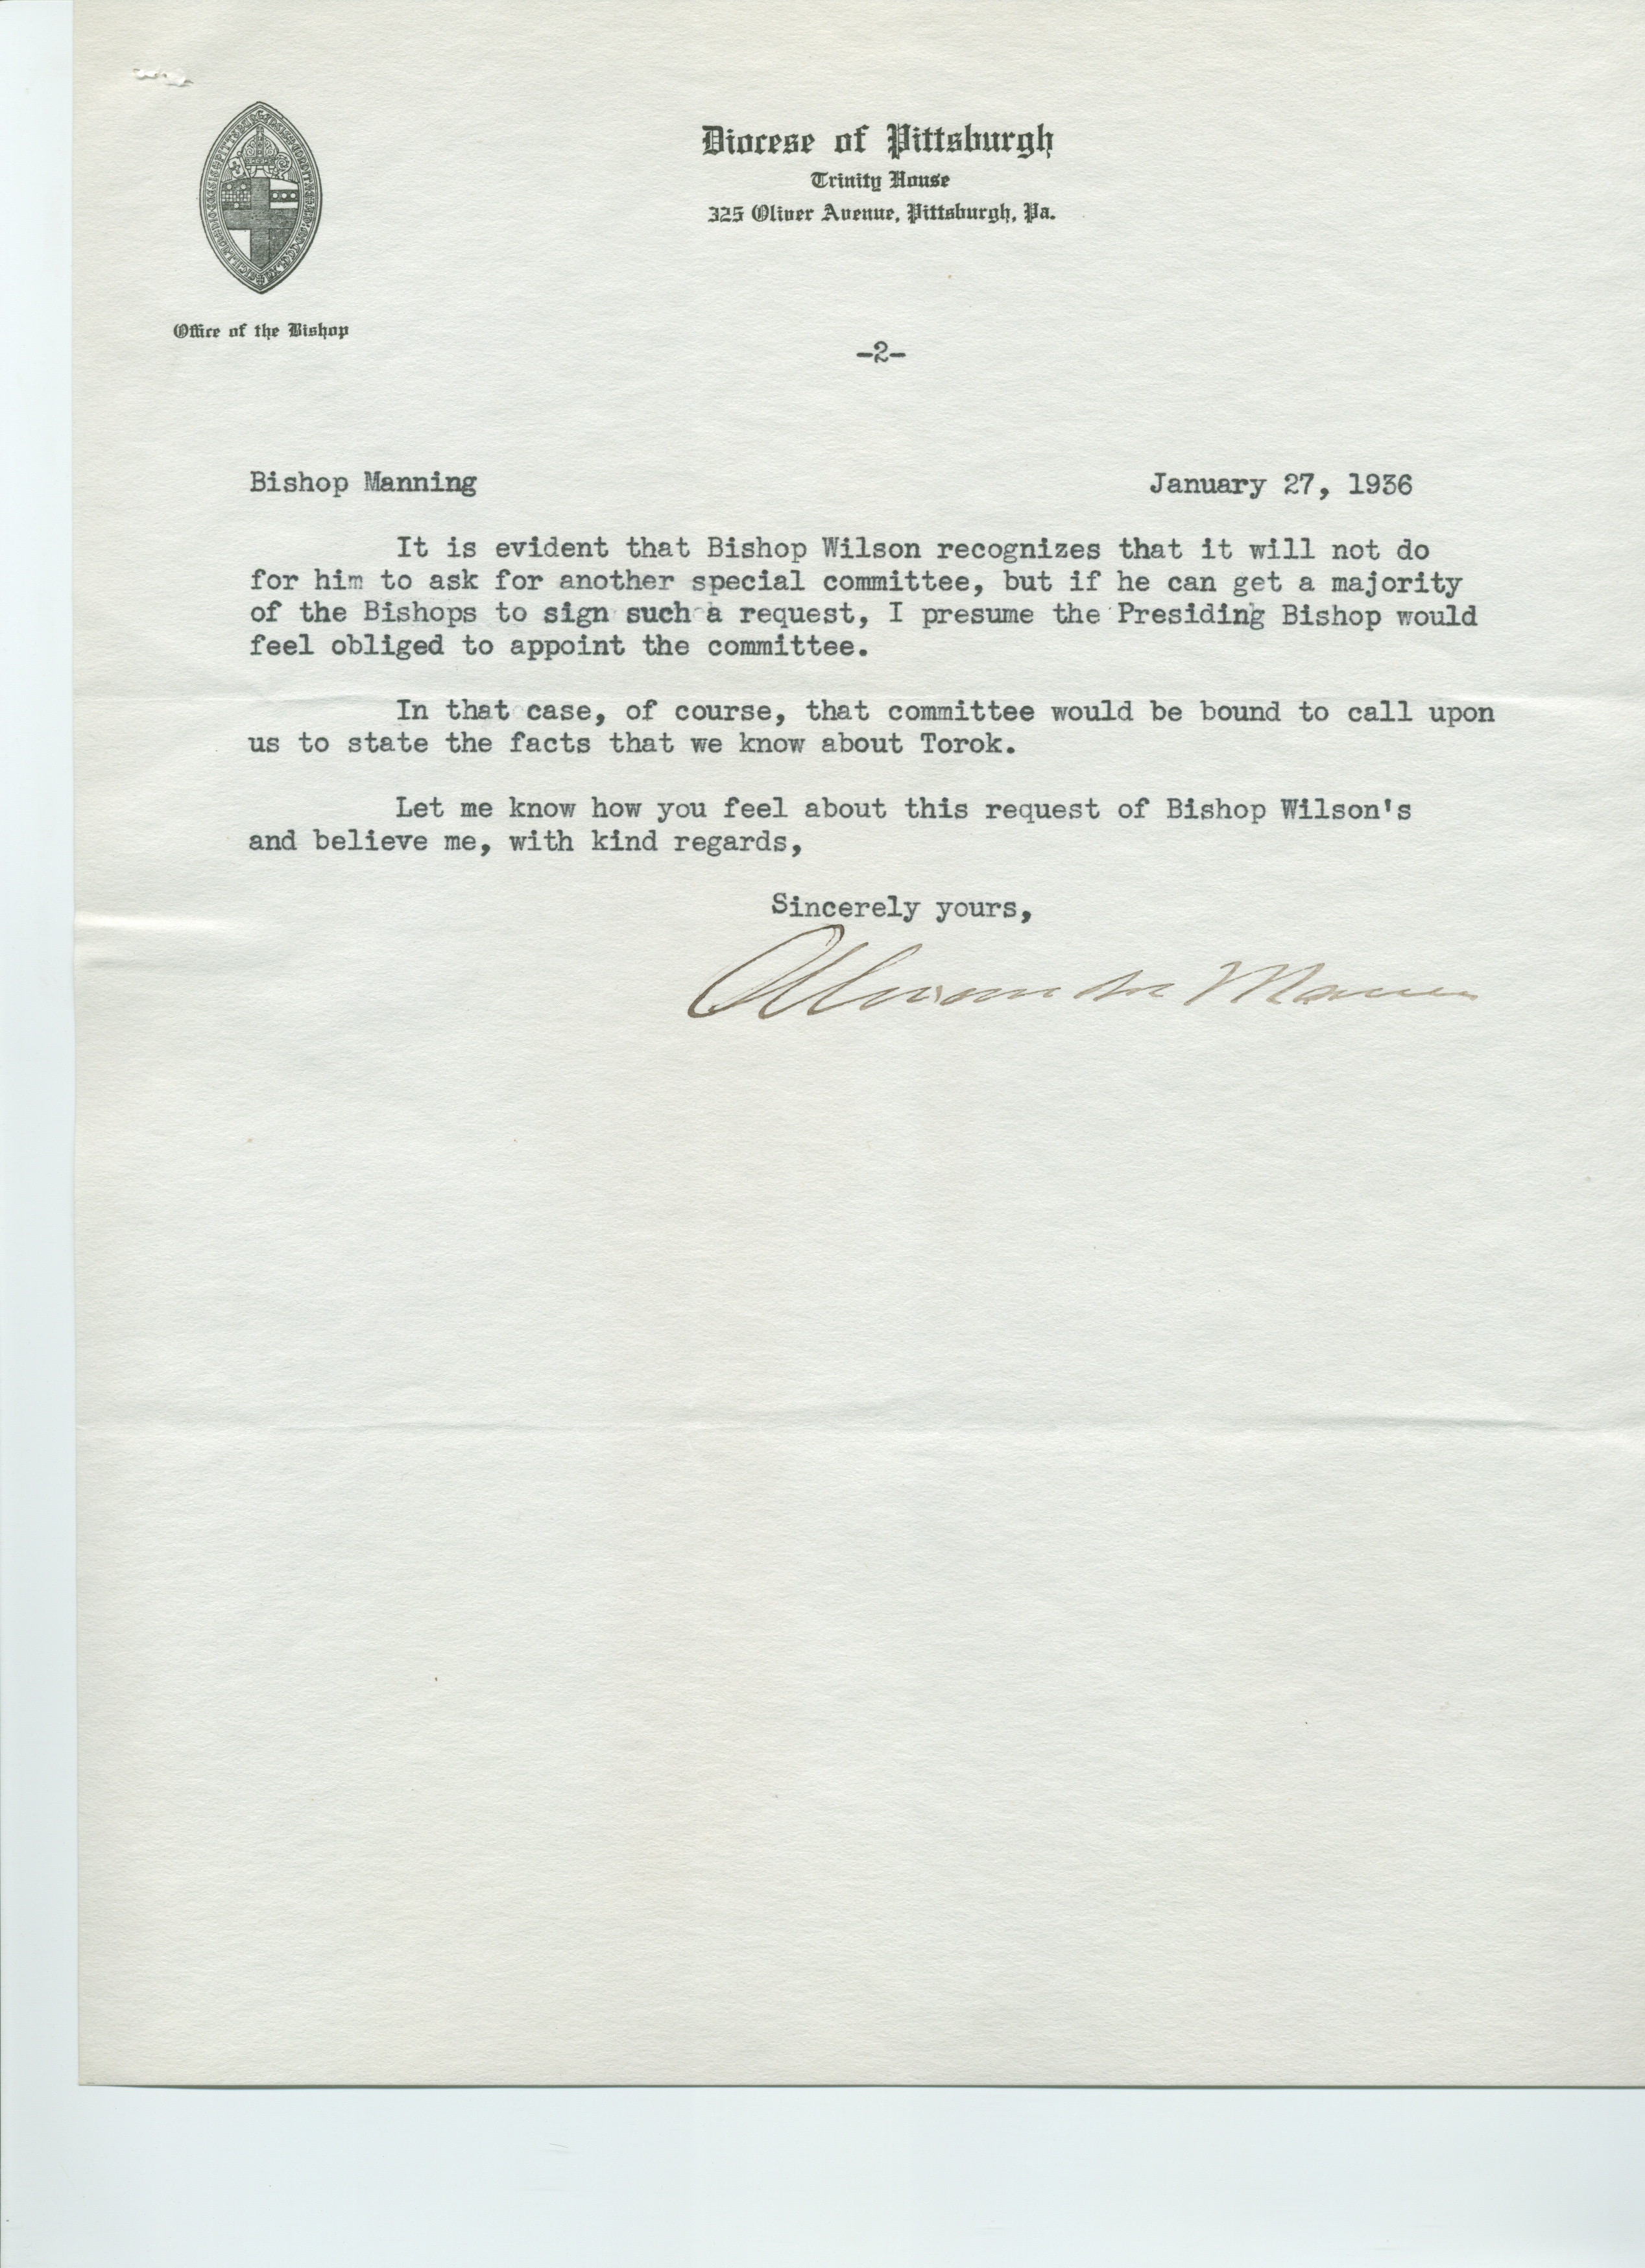 Diocese of Pittsburgh
Trinity House
325 Oliver Avenue, Pittsburgh, Pa.
Office of the Bishop
-2-
Bishop Manning January 27, 1936
It is evident that Bishop Wilson recognizes that it will not do
for him to ask for another special committee, but if he can get a majority
of the Bishops to sign such a request, I presume the Presiding Bishop would
feel obliged to appoint the committee.
In that case, of course, that committee would be bound to call upon
us to state the facts that we know about Torok.
Let me know how you feel about this request of Bishop Wilson's
and believe me, with kind regards,
Sincerely yours,
Alexander Mann